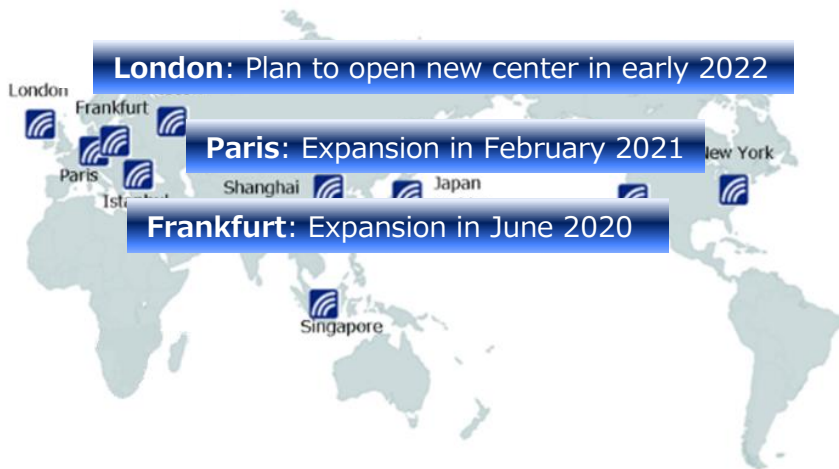 London: Plan to open new center in early 2022
London
Frankfurt
Paris: Expansion in February 2021
New York
Paris
Shanghai
Japan
Frankfurt: Expansion in June 2020
Singapore